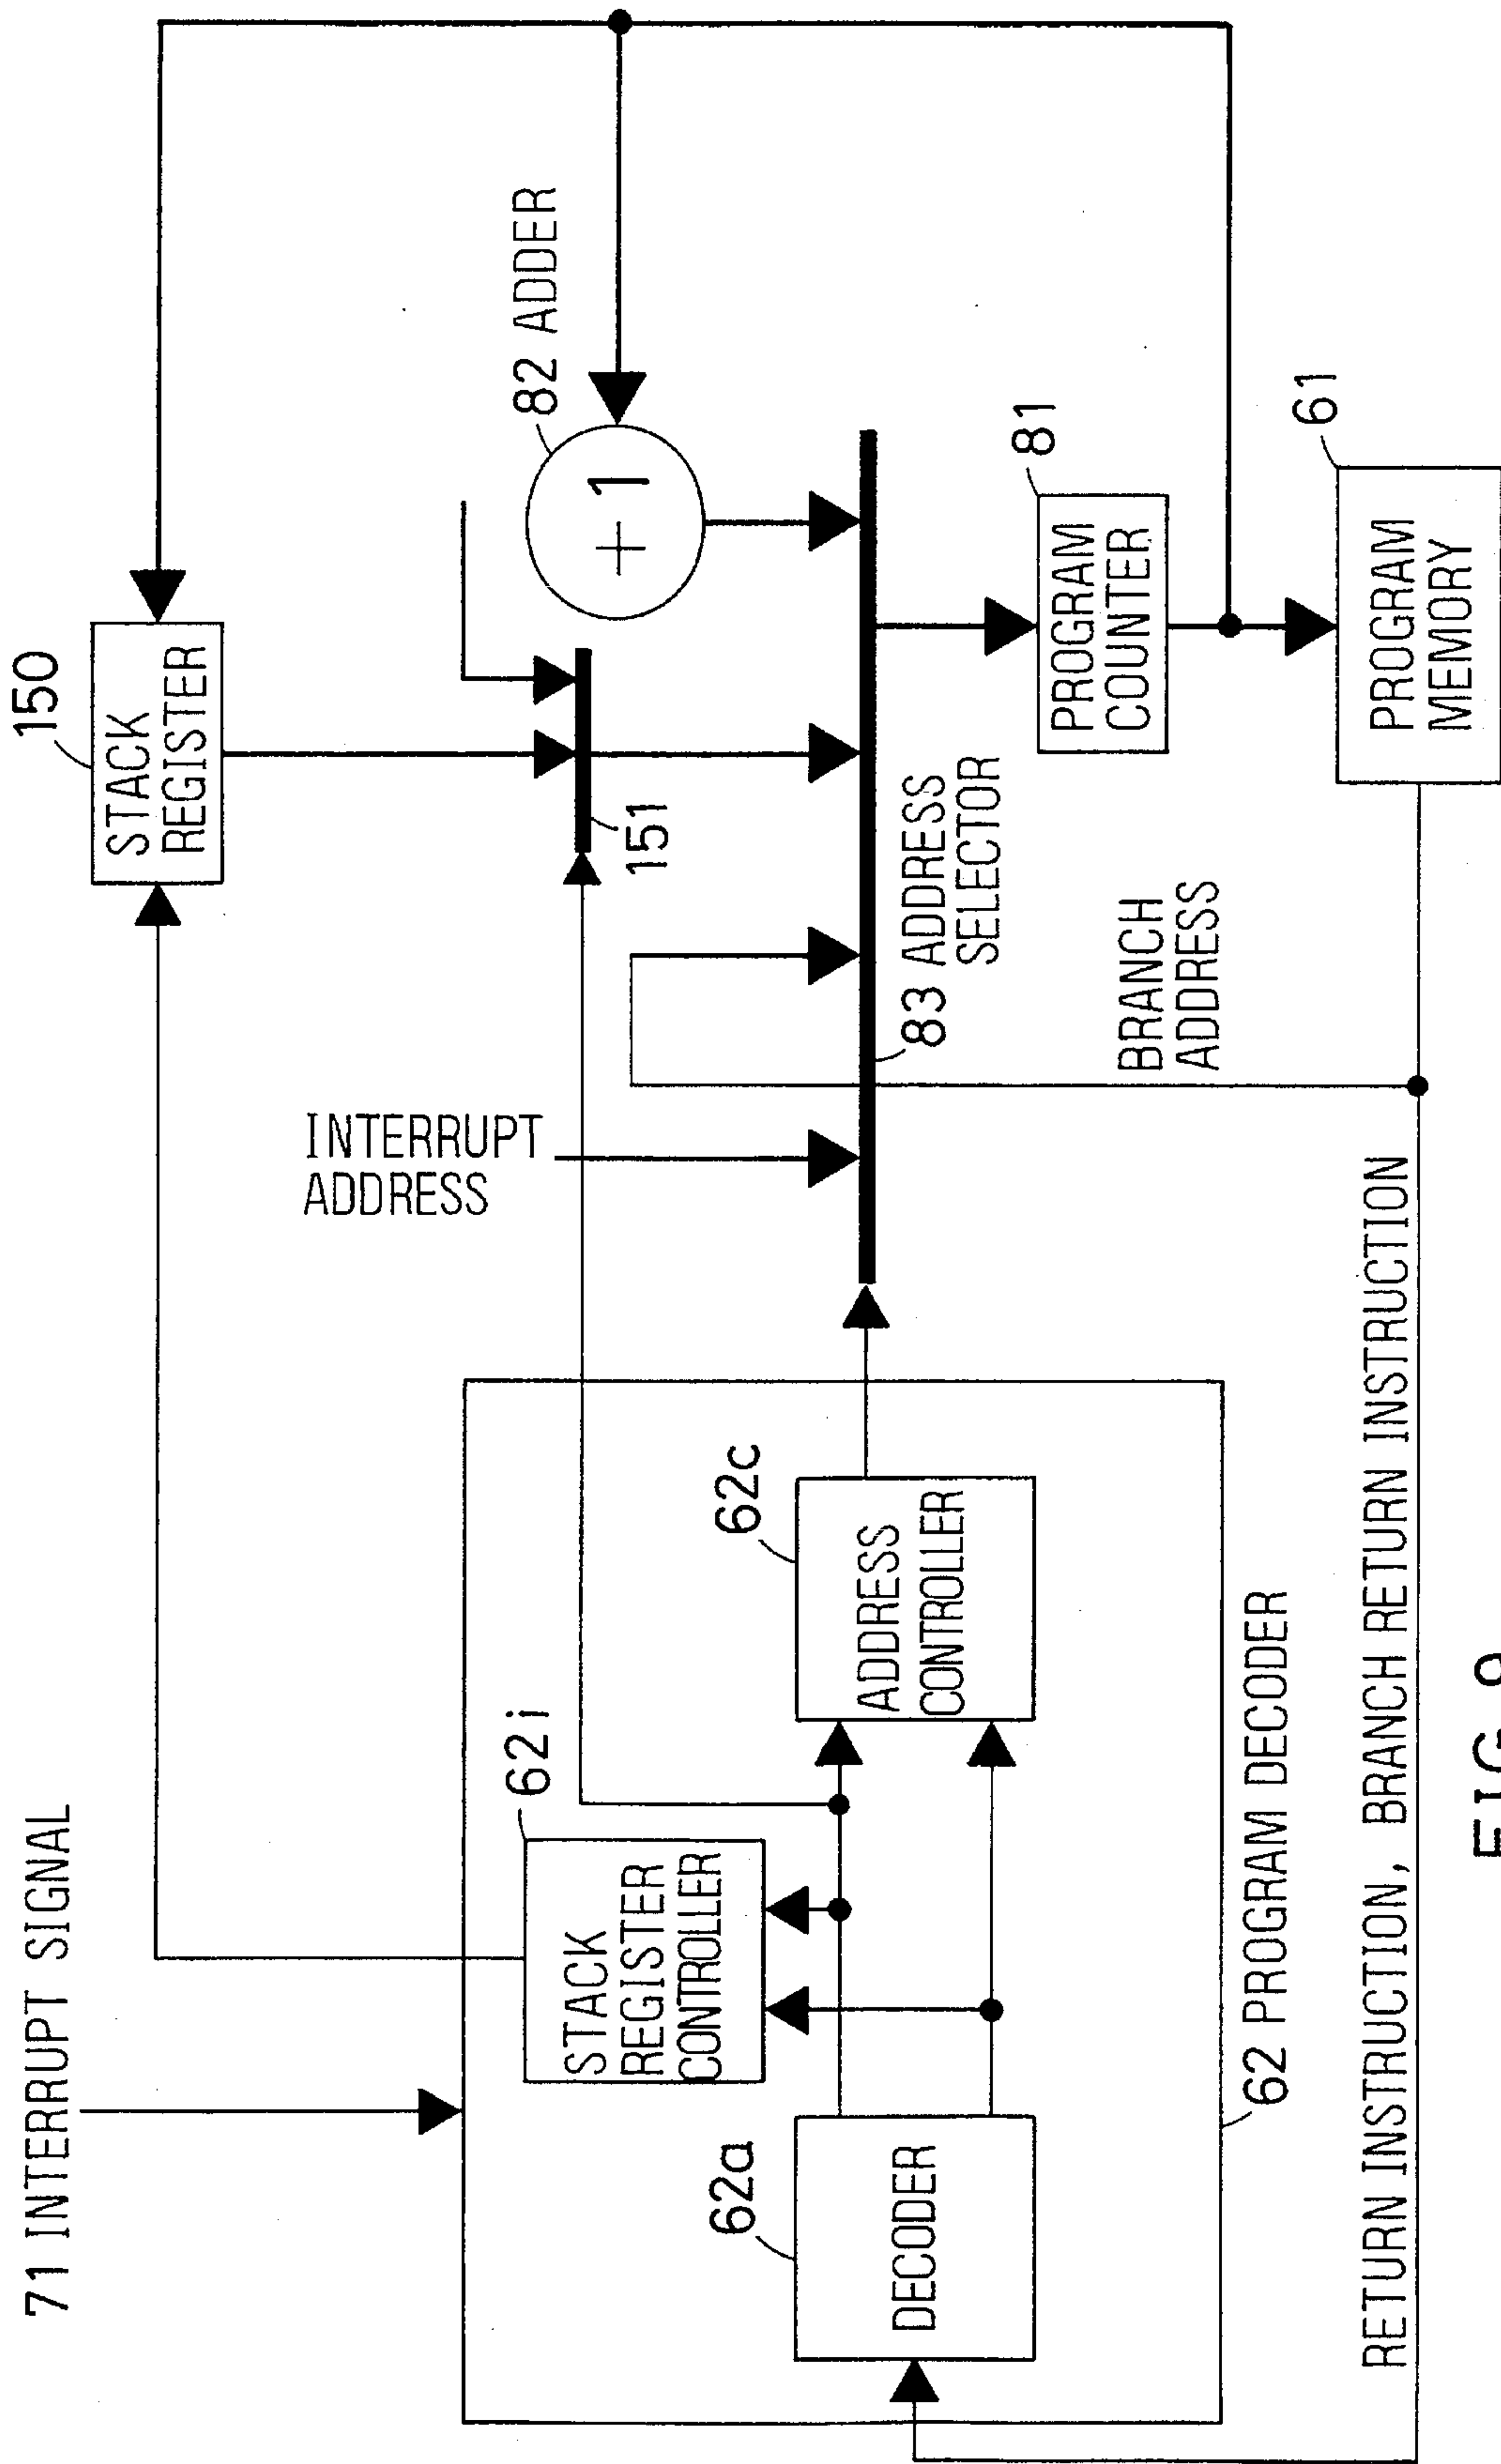 71 INTERRUPT SIGNAL
150
STACK
REGISTER
INTERRUPT
ADDRESS
82 ADDER
+1
151
62i
STACK
REGISTER
CONTROLLER
62a
DECODER
62c
ADDRESS
CONTROLLER
83 ADDRESS
SELECTOR
81
PROGRAM
COUNTER
BRANCH
ADDRESS
62 PROGRAM DECODER
61
PROGRAM
MEMORY
RETURN INSTRUCTION, BRANCH RETURN INSTRUCTION
FIG. 9